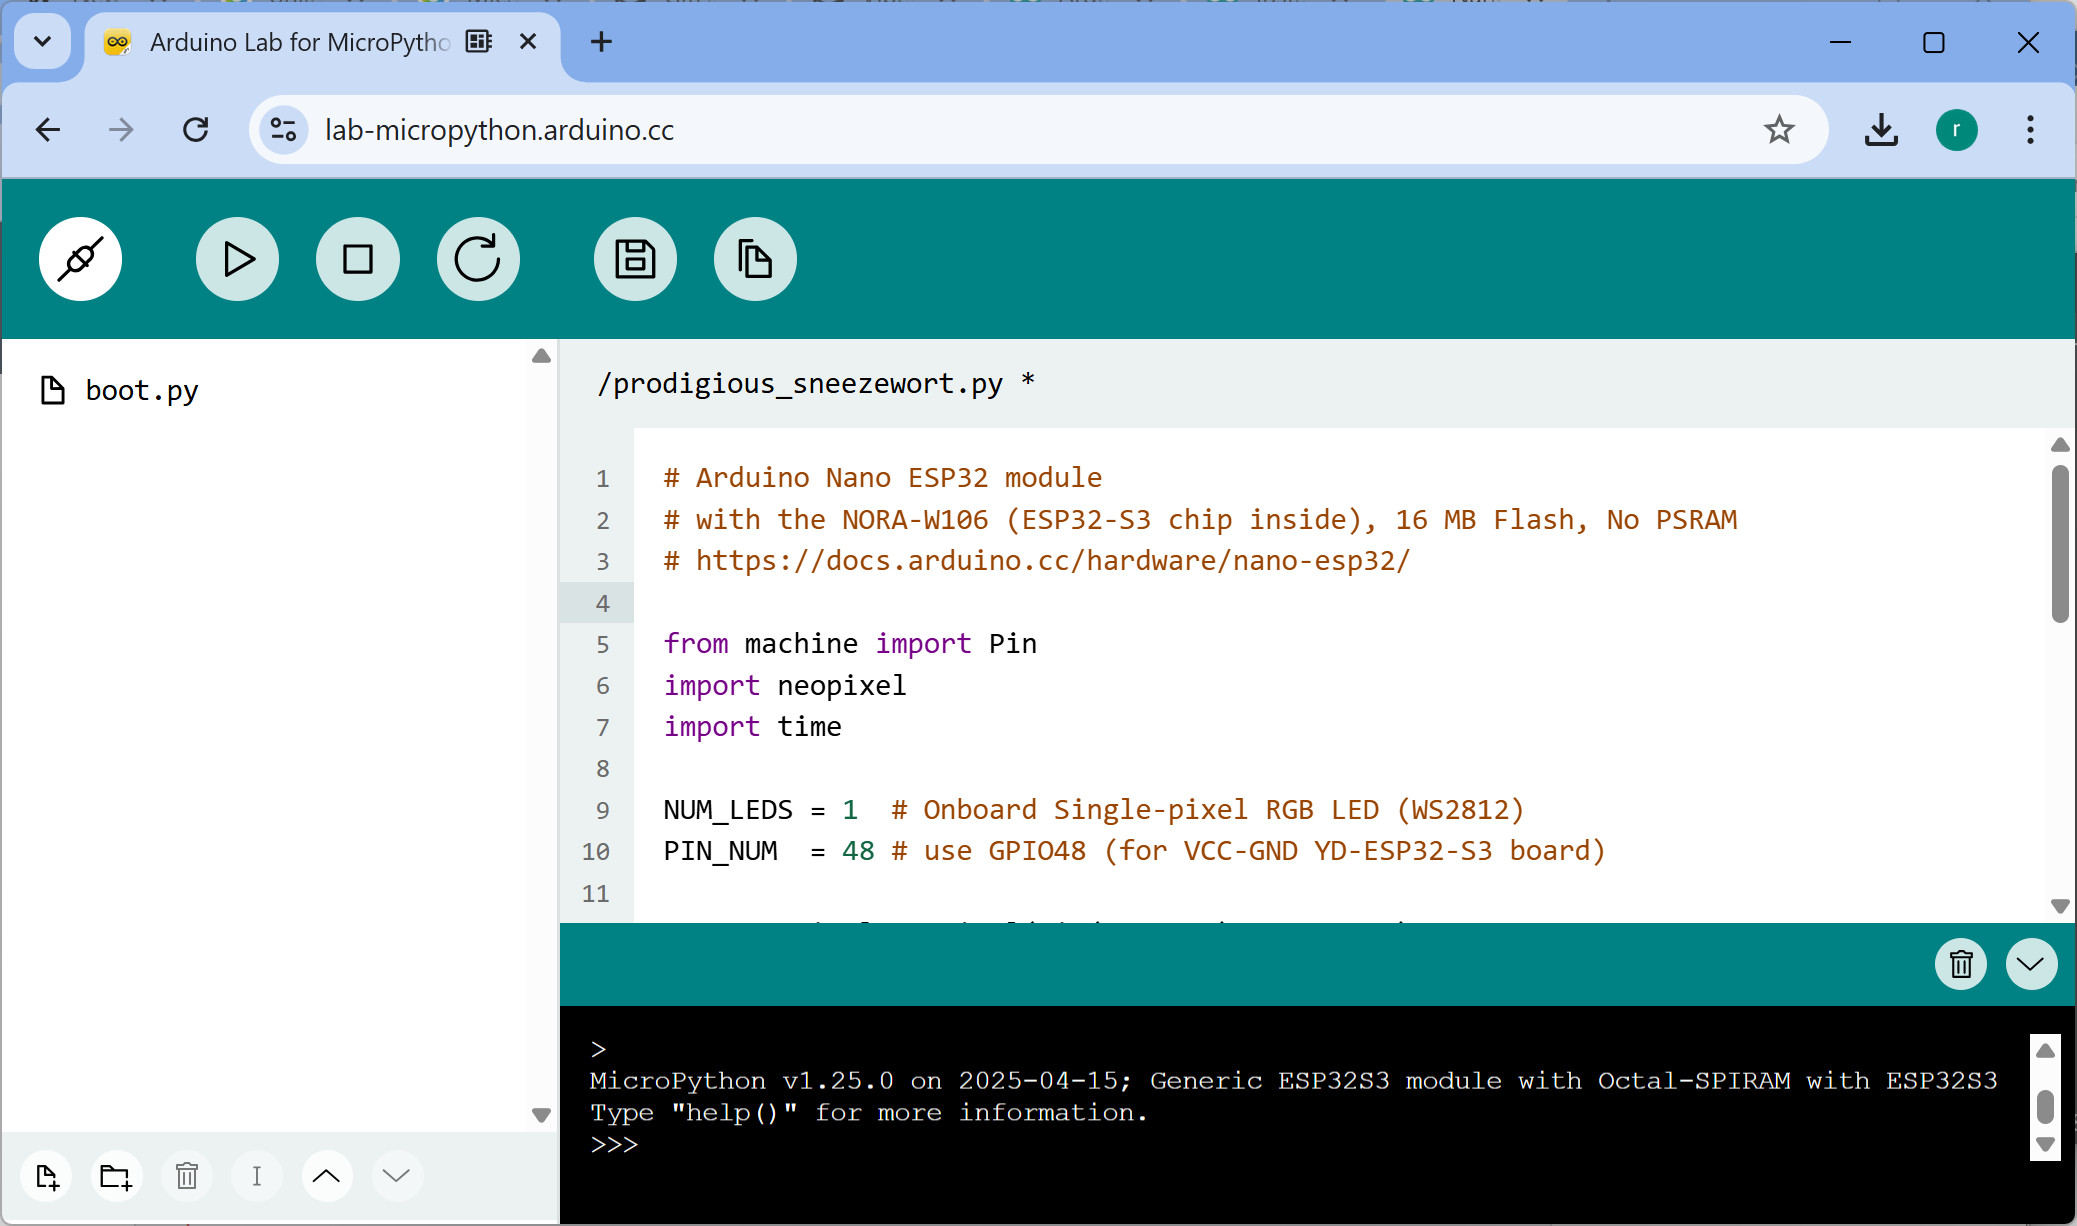 Arduino Lab for MicroPytho
lab-micropython.arduino.cc
r
boot.py
/prodigious_sneezewort.py *
1 # Arduino Nano ESP32 module
2 # with the NORA-W106 (ESP32-S3 chip inside), 16 MB Flash, No PSRAM
3 # https://docs.arduino.cc/hardware/nano-esp32/
4
5 from machine import Pin
6 import neopixel
7 import time
8
9 NUM_LEDS = 1  # Onboard Single-pixel RGB LED (WS2812)
10 PIN_NUM  = 48 # use GPIO48 (for VCC-GND YD-ESP32-S3 board)
11
>
MicroPython v1.25.0 on 2025-04-15; Generic ESP32S3 module with Octal-SPIRAM with ESP32S3
Type "help()" for more information.
>>>